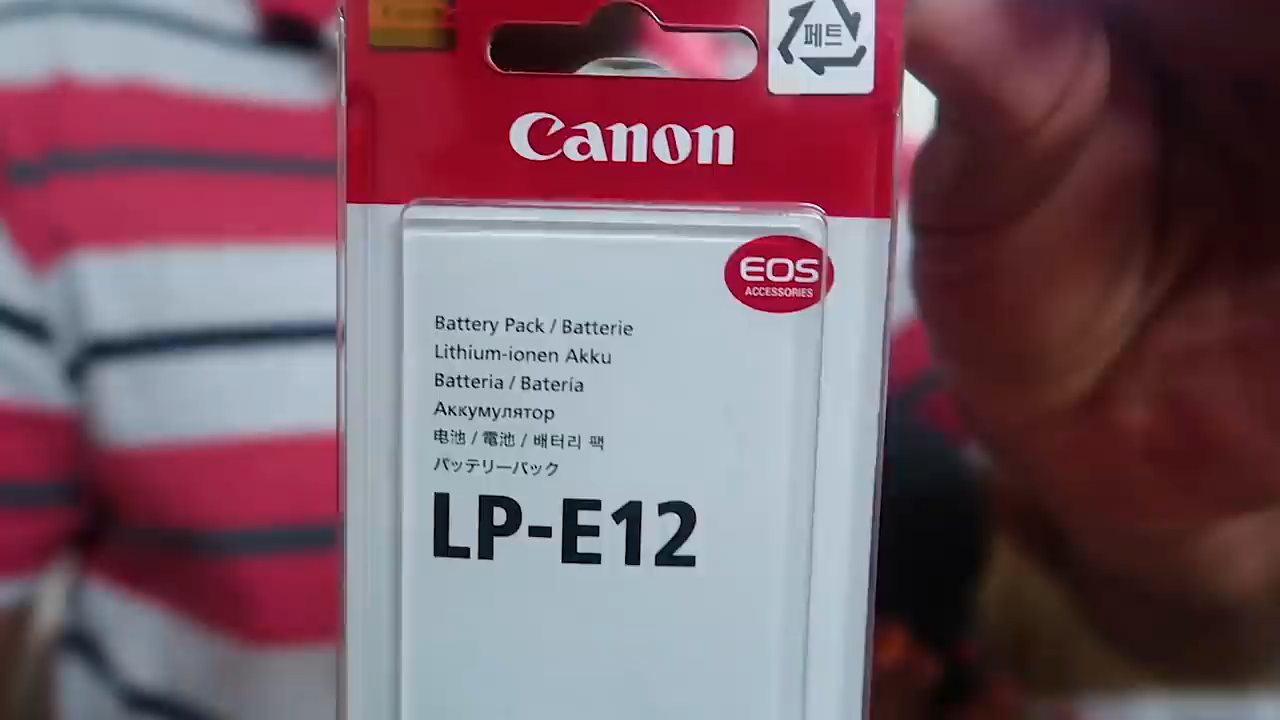 페트
Canon
EOS
ACCESSORIES
Battery Pack / Batterie
Lithium-ionen Akku
Batteria / Batería
Аккумулятор
电池 / 電池 / 배터리 팩
バッテリーパック
LP-E12